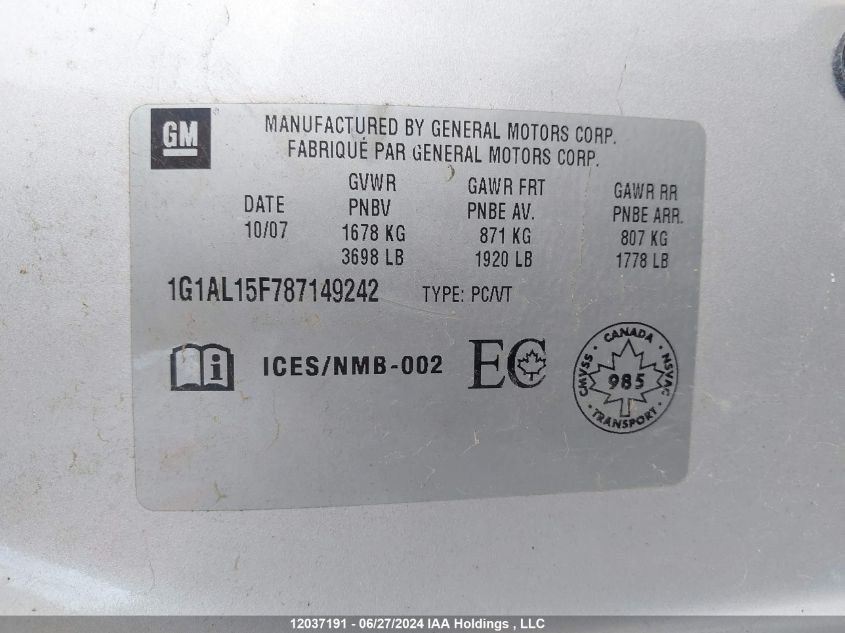 GM
MANUFACTURED BY GENERAL MOTORS CORP.
FABRIQUÉ PAR GENERAL MOTORS CORP.
DATE GVWR GAWR FRT GAWR RR
PNBV PNBE AV. PNBE ARR.
10/07 1678 KG 871 KG 807 KG
3698 LB 1920 LB 1778 LB
1G1AL15F787149242 TYPE: PC/VT
i ICES/NMB-002 EC
CANADA
CMVSS 985 NSVAC
TRANSPORT
12037191 - 06/27/2024 IAA Holdings , LLC